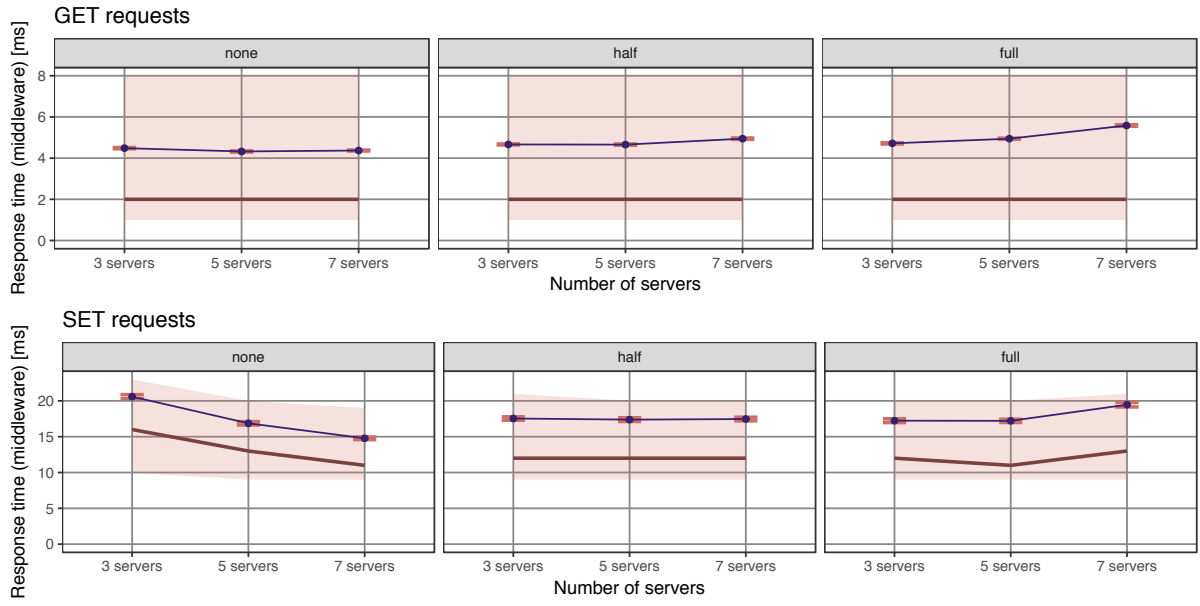 GET requests
Response time (middleware) [ms]
none
half
full
8
6
4
2
0
3 servers
5 servers
7 servers
3 servers
5 servers
7 servers
3 servers
5 servers
7 servers
Number of servers
SET requests
Response time (middleware) [ms]
none
half
full
20
15
10
5
0
3 servers
5 servers
7 servers
3 servers
5 servers
7 servers
3 servers
5 servers
7 servers
Number of servers